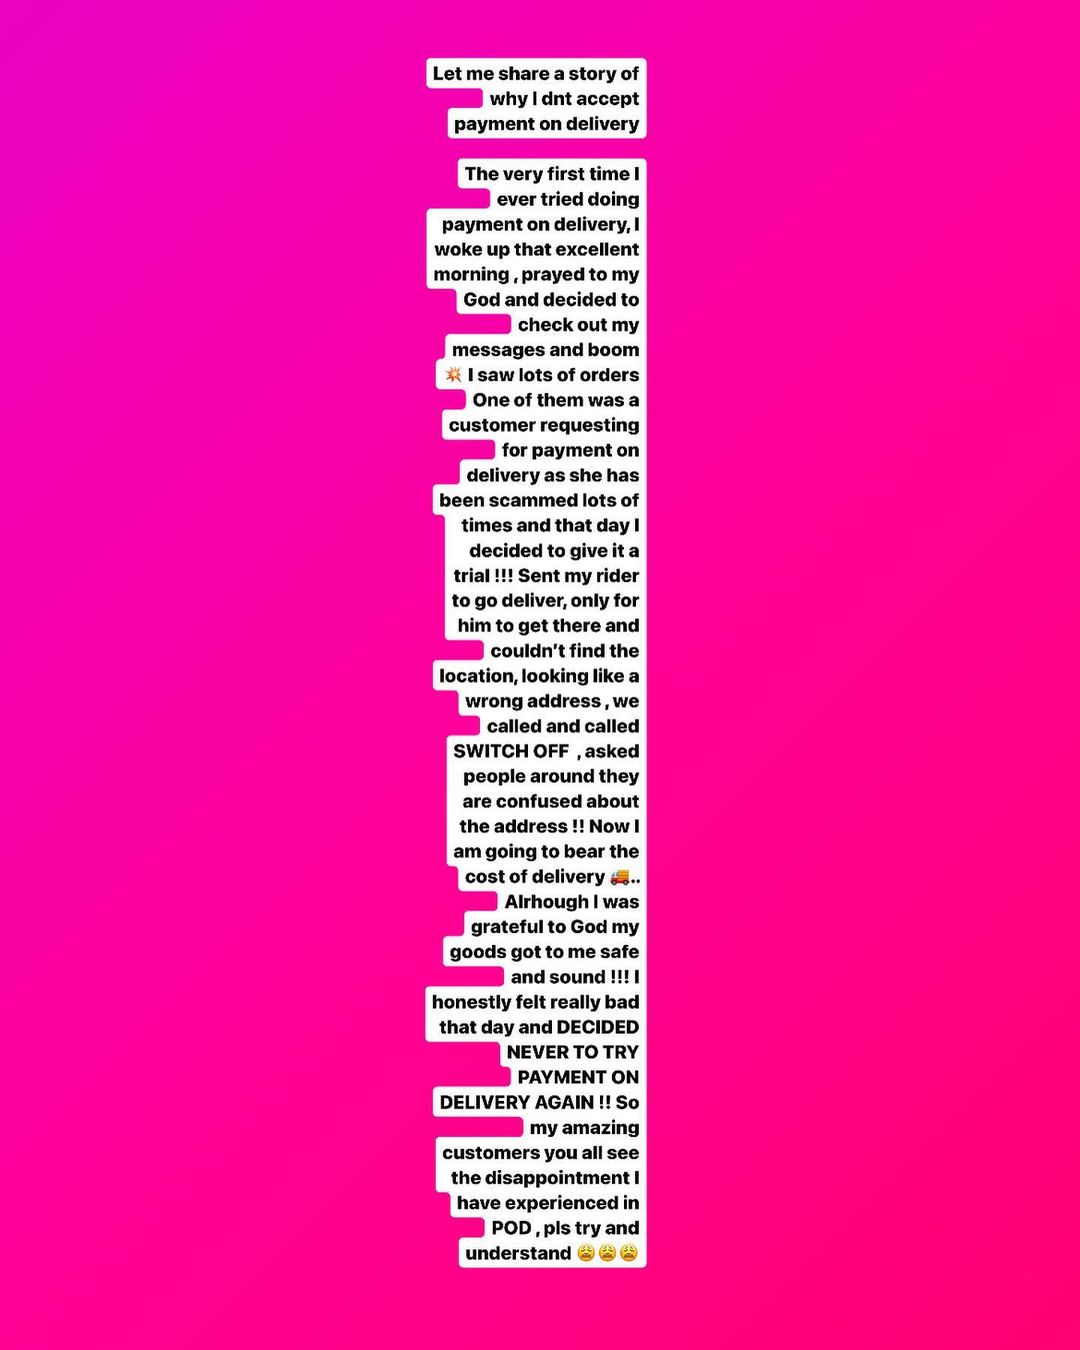 Let me share a story of
why I dnt accept
payment on delivery
The very first time I
ever tried doing
payment on delivery, I
woke up that excellent
morning , prayed to my
God and decided to
check out my
messages and boom
💥 I saw lots of orders
One of them was a
customer requesting
for payment on
delivery as she has
been scammed lots of
times and that day I
decided to give it a
trial !!! Sent my rider
to go deliver, only for
him to get there and
couldn’t find the
location, looking like a
wrong address , we
called and called
SWITCH OFF , asked
people around they
are confused about
the address !! Now I
am going to bear the
cost of delivery 🚚..
Alrhough I was
grateful to God my
goods got to me safe
and sound !!! I
honestly felt really bad
that day and DECIDED
NEVER TO TRY
PAYMENT ON
DELIVERY AGAIN !! So
my amazing
customers you all see
the disappointment I
have experienced in
POD , pls try and
understand 😩😩😩